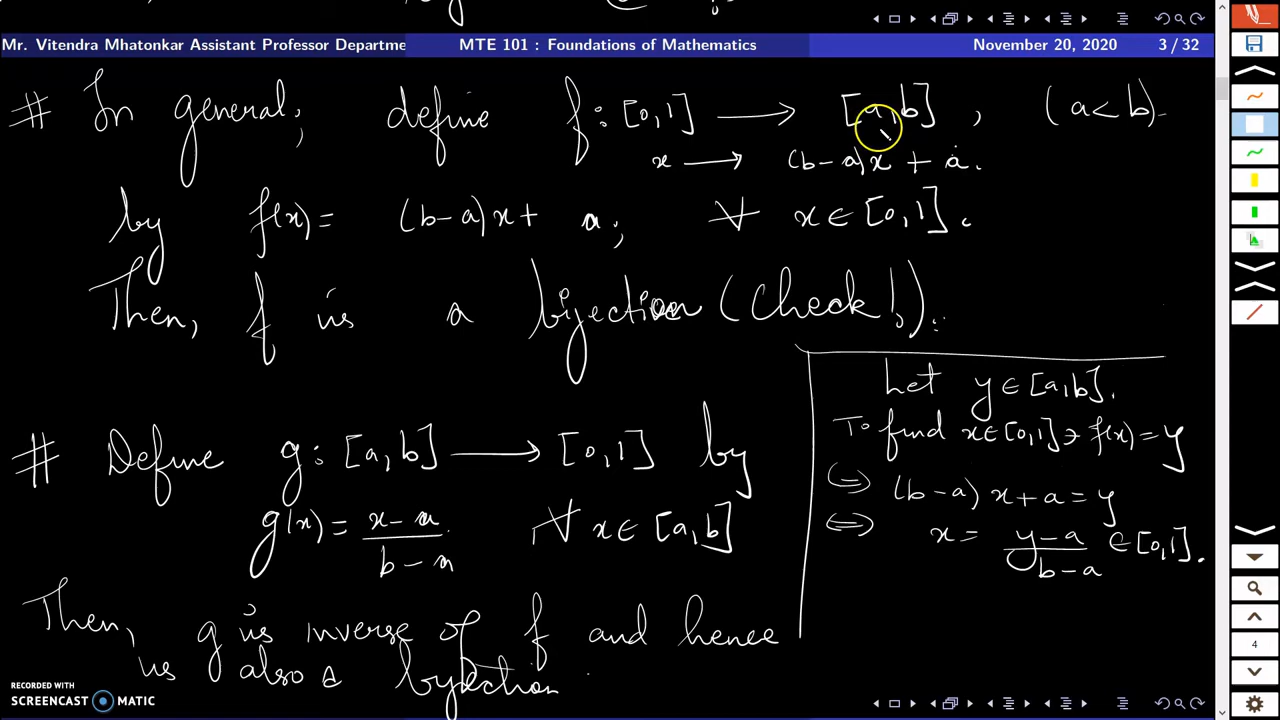 Mr. Vitendra Mhatonkar Assistant Professor Departme MTE 101 : Foundations of Mathematics November 20, 2020 3 / 32
# In general; define f: [0,1] ⟶ [a,b] , (a<b).
x ⟶ (b-a)x + a.
by f(x)= (b-a)x + a; ∀ x∈[0,1].
Then, f is a bijection (Check!).
# Define g: [a,b] ⟶ [0,1] by
g(x) = (x-a)/(b-a) ∀ x∈ [a,b]
Then, g is inverse of f and hence
is also a bijection.
Let y∈[a,b].
To find x∈[0,1] ∋ f(x)=y
⟺ (b-a) x+a=y
⟺ x= (y-a)/(b-a) ∈[0,1].
4
RECORDED WITH
SCREENCAST MATIC